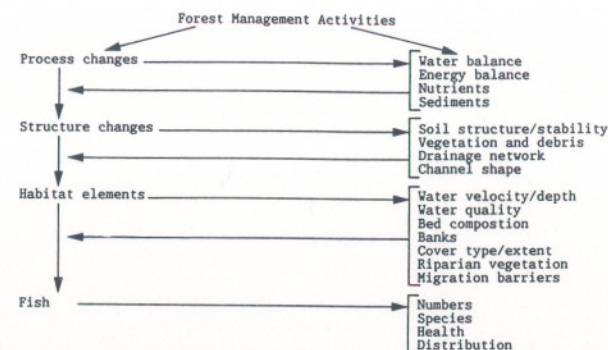 Forest Management Activities
Process changes
Water balance
Energy balance
Nutrients
Sediments
Structure changes
Soil structure/stability
Vegetation and debris
Drainage network
Channel shape
Habitat elements
Water velocity/depth
Water quality
Bed compostion
Banks
Cover type/extent
Riparian vegetation
Migration barriers
Fish
Numbers
Species
Health
Distribution